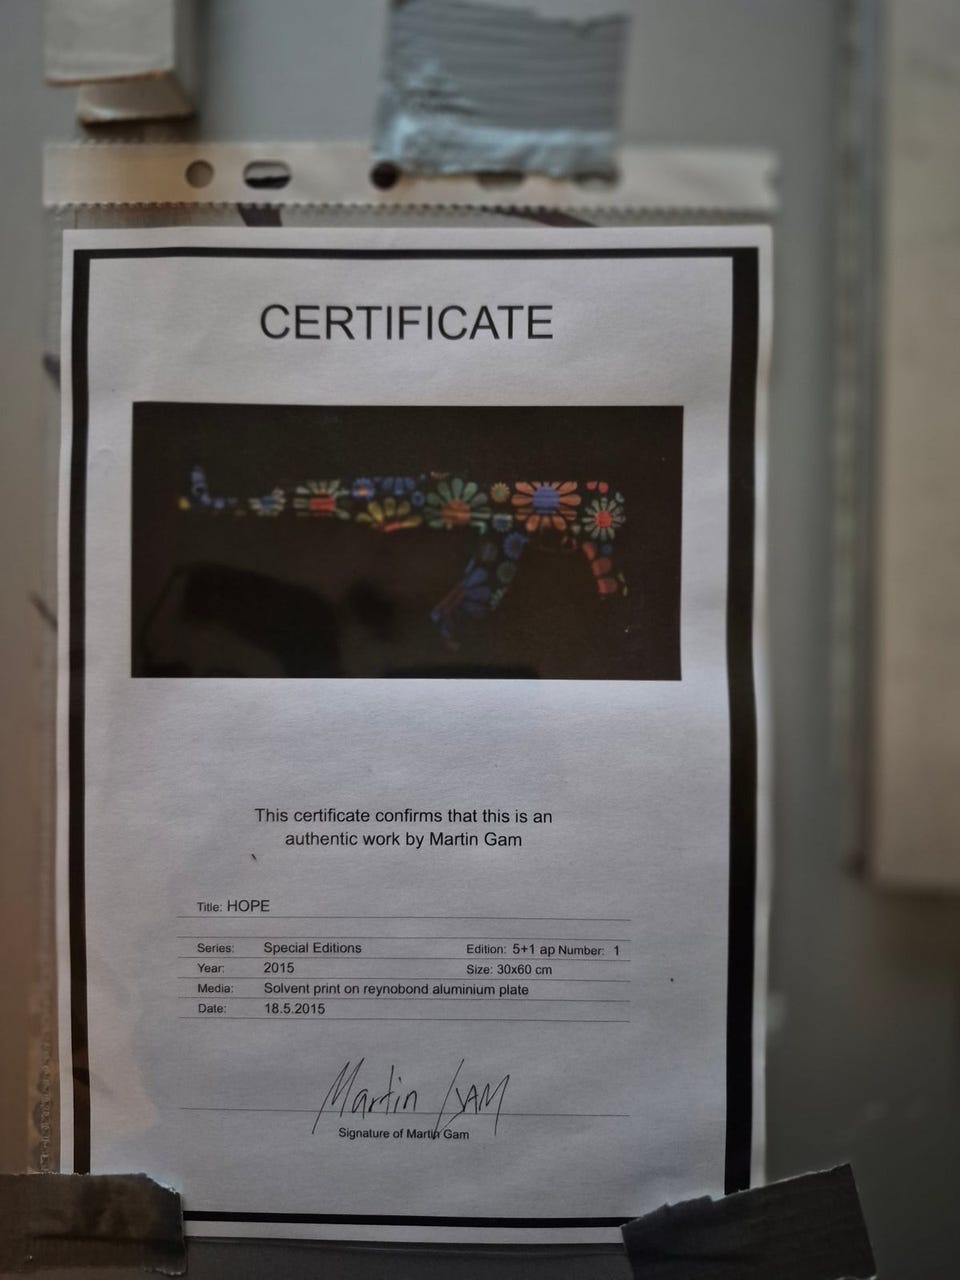 CERTIFICATE
This certificate confirms that this is an
authentic work by Martin Gam
Title: HOPE
Series: Special Editions Edition: 5+1 ap Number: 1
Year: 2015 Size: 30x60 cm
Media: Solvent print on reynobond aluminium plate
Date: 18.5.2015
Martin GAM
Signature of Martin Gam